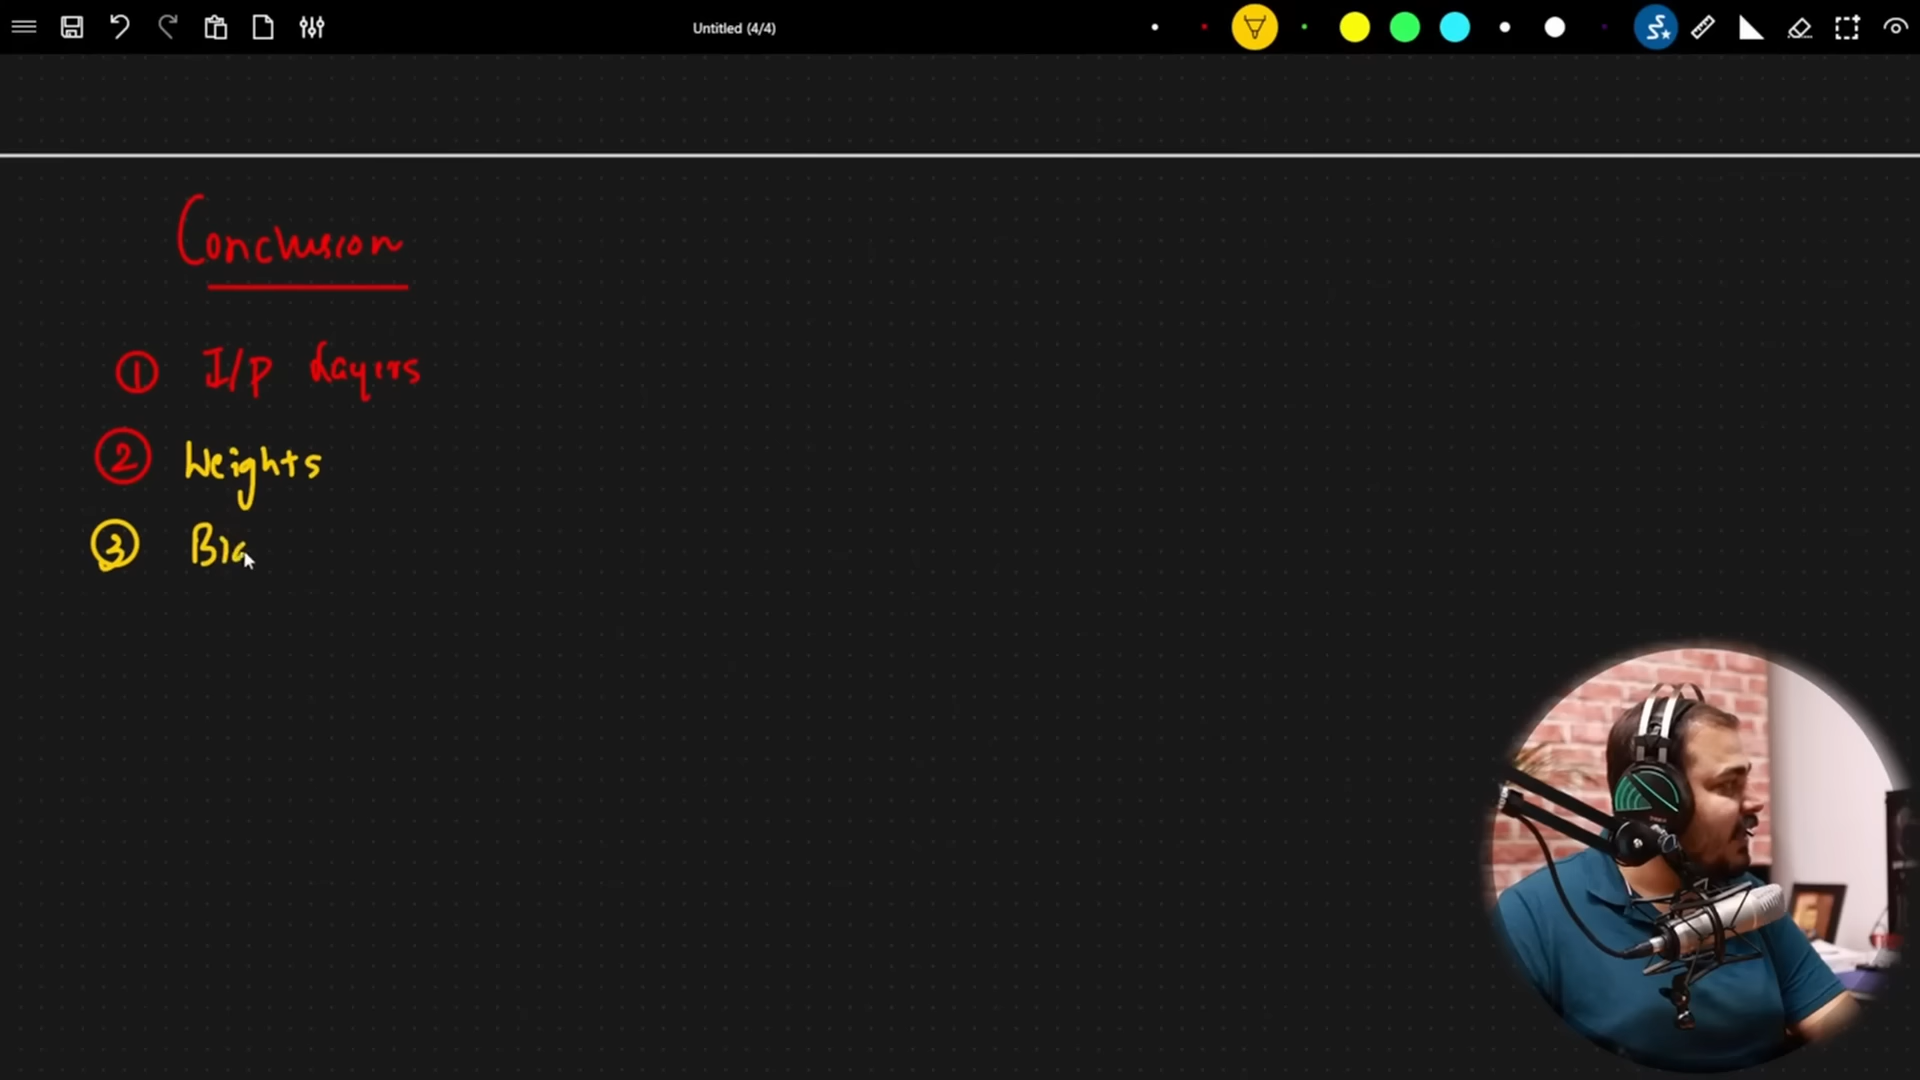 Untitled (4/4)
Conclusion
① I/p Layers
② Weights
③ Bia